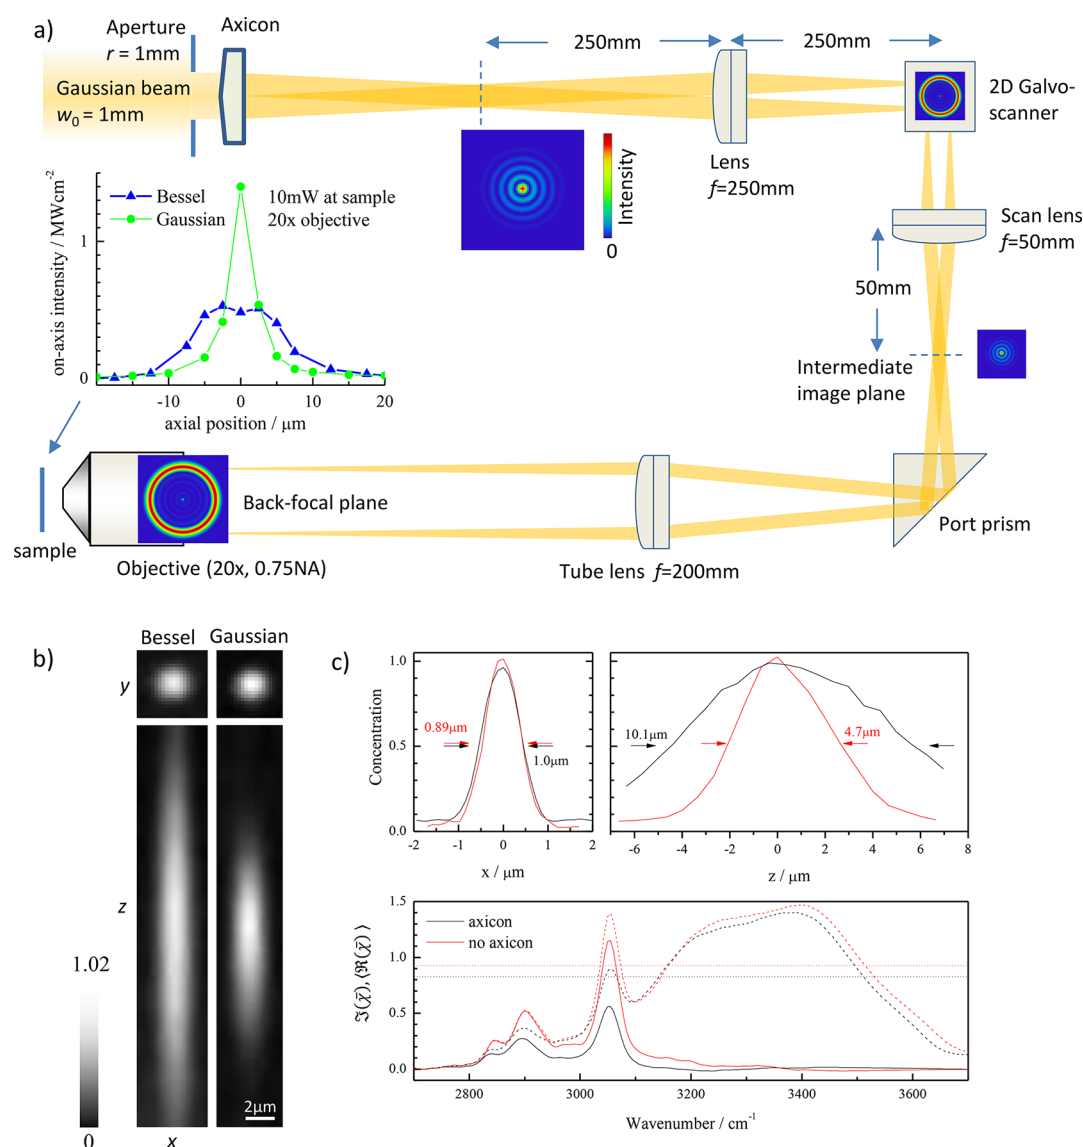 a)
Aperture
r = 1mm
Axicon
Gaussian beam
w0 = 1mm
250mm
250mm
2D Galvo-
scanner
Intensity
0
Lens
f=250mm
Scan lens
f=50mm
50mm
Intermediate
image plane
Bessel
Gaussian
10mW at sample
20x objective
on-axis intensity / MWcm-2
1
0
-10 0 10 20
axial position / μm
sample
Back-focal plane
Objective (20x, 0.75NA)
Tube lens f=200mm
Port prism
b)
Bessel Gaussian
y
z
1.02
0
x
2μm
c)
Concentration
1.0
0.5
0.0
0.89μm
1.0μm
-2 -1 0 1 2
x / μm
10.1μm
4.7μm
-6 -4 -2 0 2 4 6 8
z / μm
ℑ(χ̄),⟨ℜ(χ̄)⟩
1.5
1.0
0.5
0.0
axicon
no axicon
2800 3000 3200 3400 3600
Wavenumber / cm-1